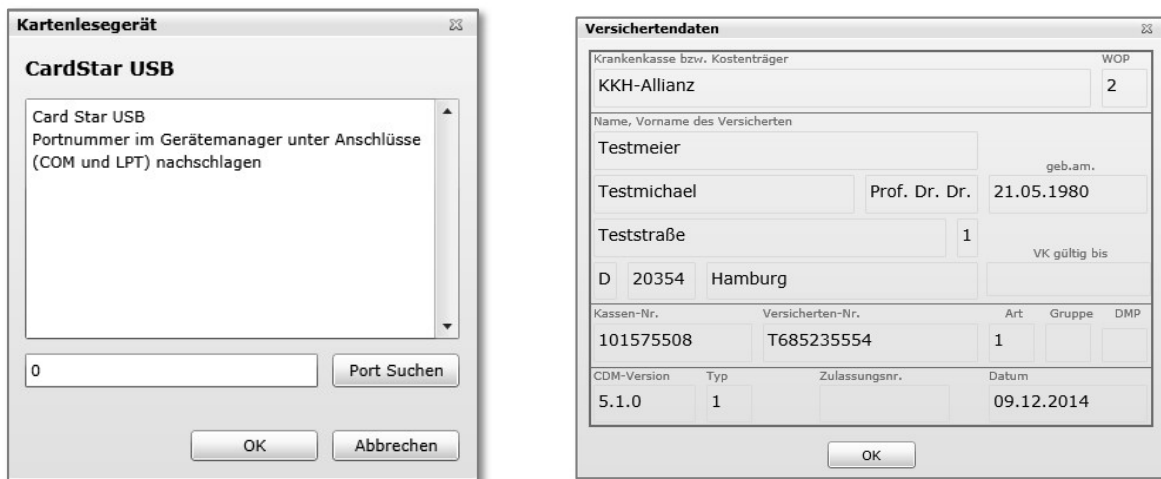 Kartenlesegerät
CardStar USB
Card Star USB
Portnummer im Gerätemanager unter Anschlüsse
(COM und LPT) nachschlagen
0
Port Suchen
OK
Abbrechen
Versichertendaten
Krankenkasse bzw. Kostenträger WOP
KKH-Allianz 2
Name, Vorname des Versicherten
Testmeier
geb.am.
Testmichael Prof. Dr. Dr. 21.05.1980
Teststraße 1
VK gültig bis
D 20354 Hamburg
Kassen-Nr. Versicherten-Nr. Art Gruppe DMP
101575508 T685235554 1
CDM-Version Typ Zulassungsnr. Datum
5.1.0 1 09.12.2014
OK